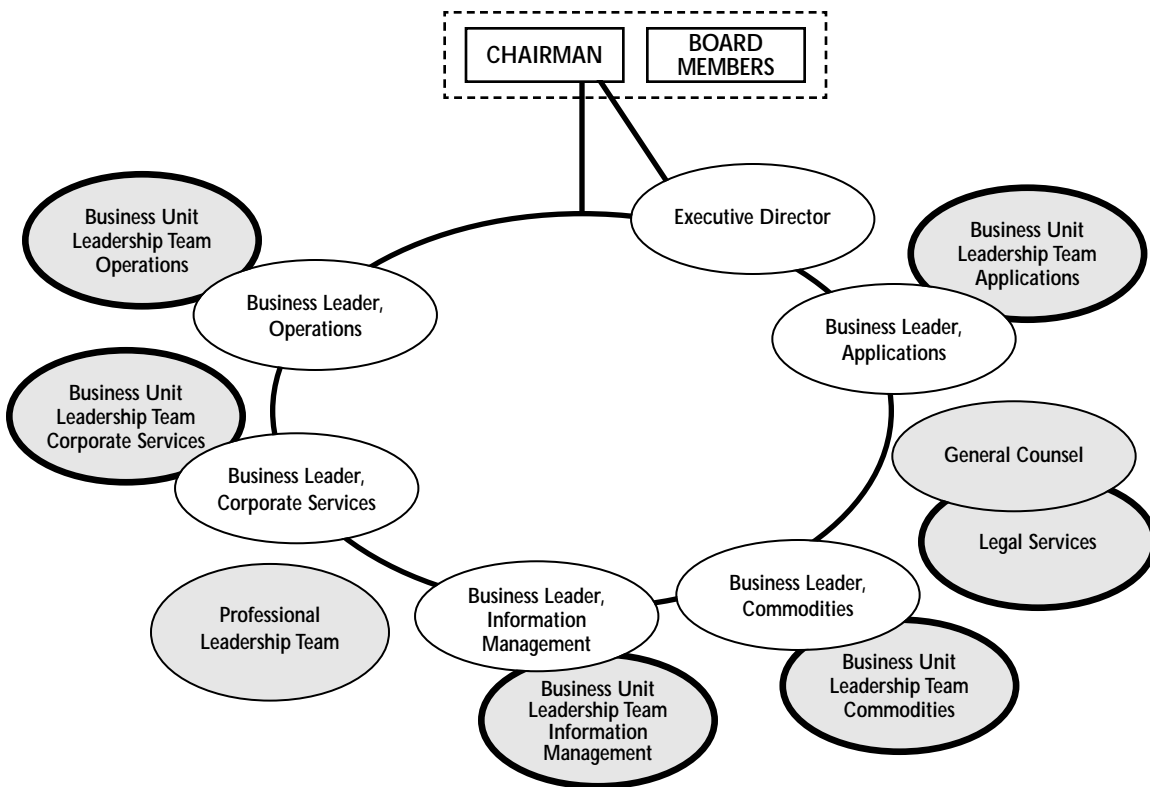 CHAIRMAN
BOARD
MEMBERS
Executive Director
Business Unit
Leadership Team
Operations
Business Unit
Leadership Team
Applications
Business Leader,
Operations
Business Leader,
Applications
Business Unit
Leadership Team
Corporate Services
General Counsel
Business Leader,
Corporate Services
Legal Services
Business Leader,
Commodities
Business Leader,
Information
Management
Professional
Leadership Team
Business Unit
Leadership Team
Commodities
Business Unit
Leadership Team
Information
Management